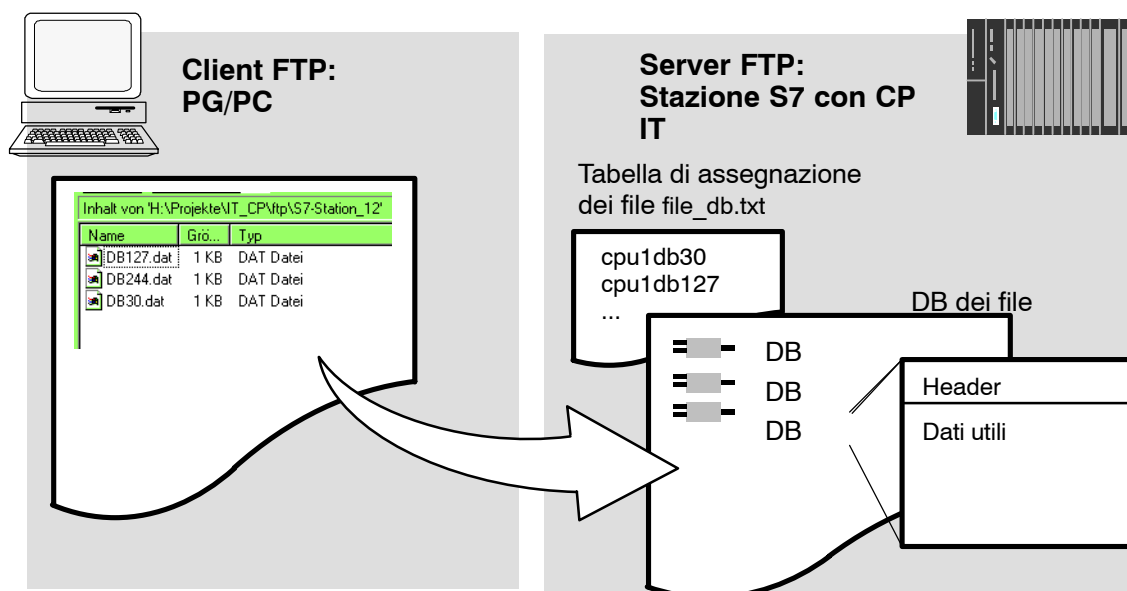 Client FTP:
PG/PC
Inhalt von 'H:\Projekte\IT_CP\ftp\S7-Station_12'
Name Grö... Typ
DB127.dat 1 KB DAT Datei
DB244.dat 1 KB DAT Datei
DB30.dat 1 KB DAT Datei
Server FTP:
Stazione S7 con CP
IT
Tabella di assegnazione
dei file file_db.txt
cpu1db30
cpu1db127
...
DB dei file
DB
DB
DB
Header
Dati utili